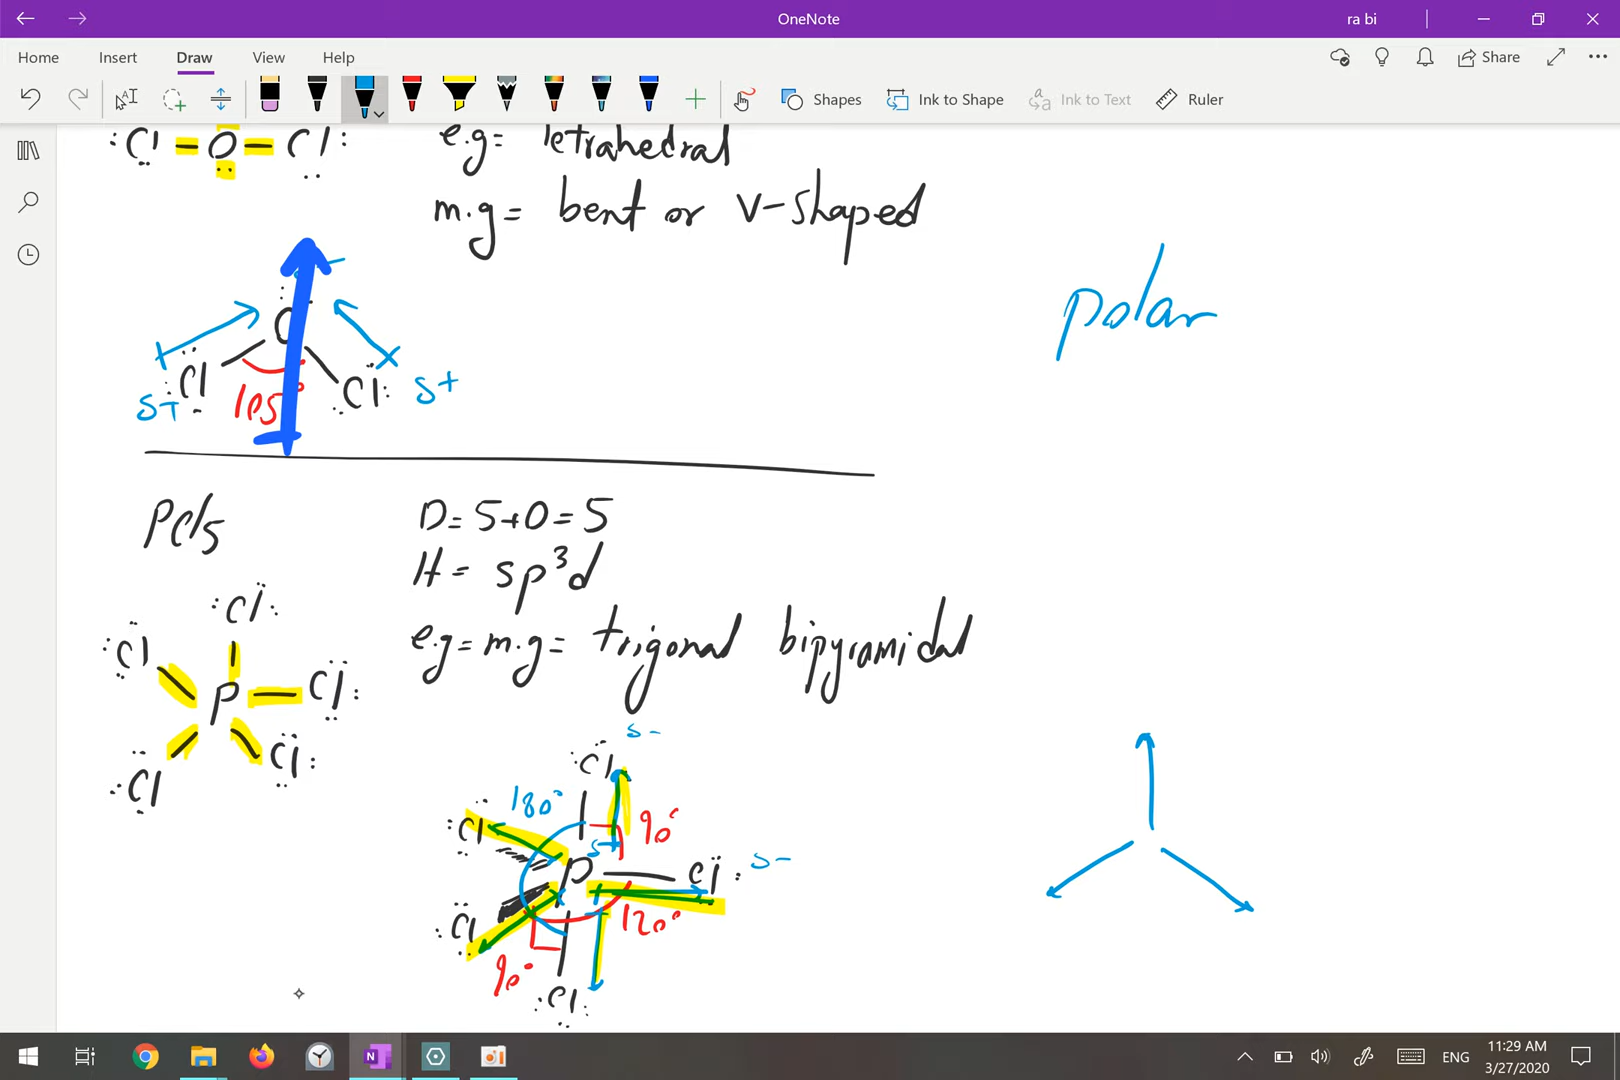 OneNote
ra bi
Home Insert Draw View Help
Share
Shapes Ink to Shape Ink to Text Ruler
:Cl - O - Cl:
e.g = tetrahedral
m.g = bent or v-shaped
polar
O
Cl Cl
105°
δ+ δ+
PCl5
D = 5+0 = 5
H = sp³d
e.g = m.g = trigonal bipyramidal
Cl
Cl
P Cl
Cl Cl
δ-
Cl
180°
Cl 90°
P Cl δ-
Cl 120°
90°
Cl
ENG
11:29 AM
3/27/2020